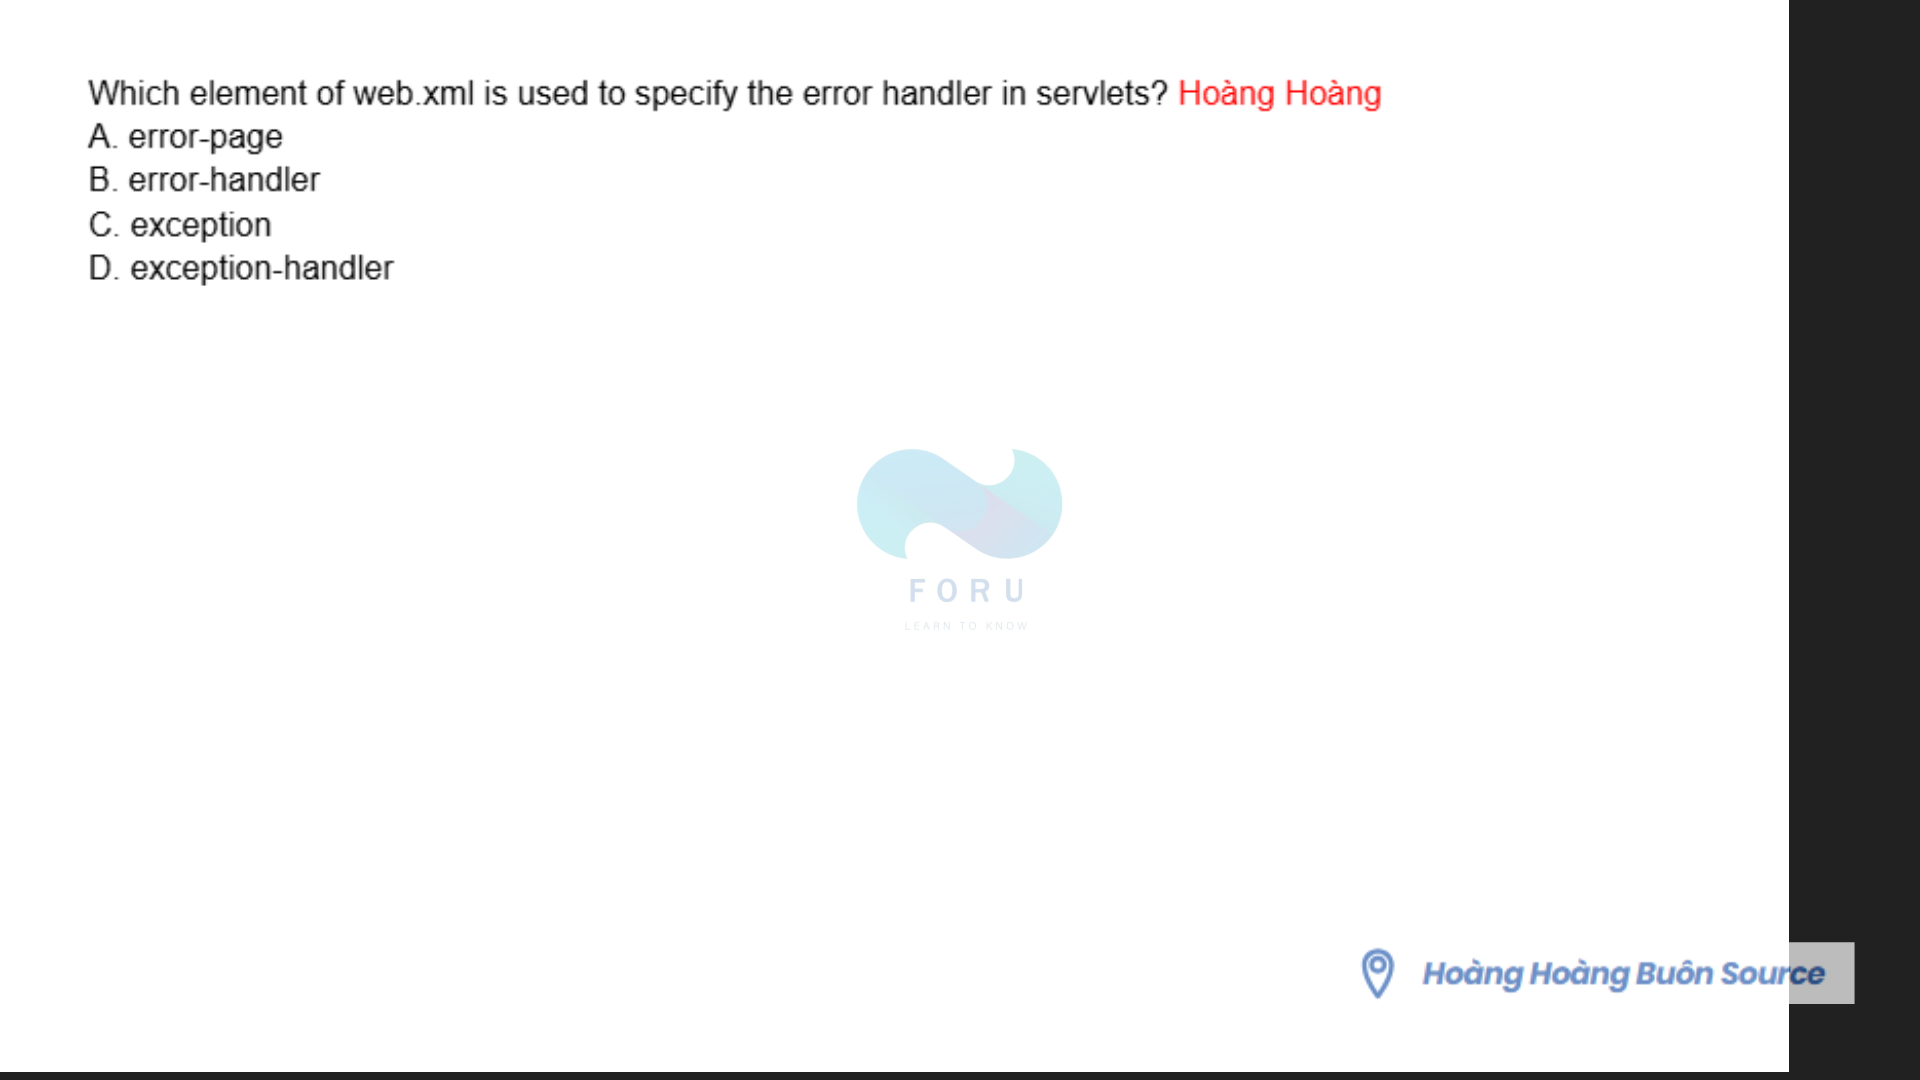 Which element of web.xml is used to specify the error handler in servlets? Hoàng Hoàng
A. error-page
B. error-handler
C. exception
D. exception-handler
FORU
LEARN TO KNOW
Hoàng Hoàng Buôn Source